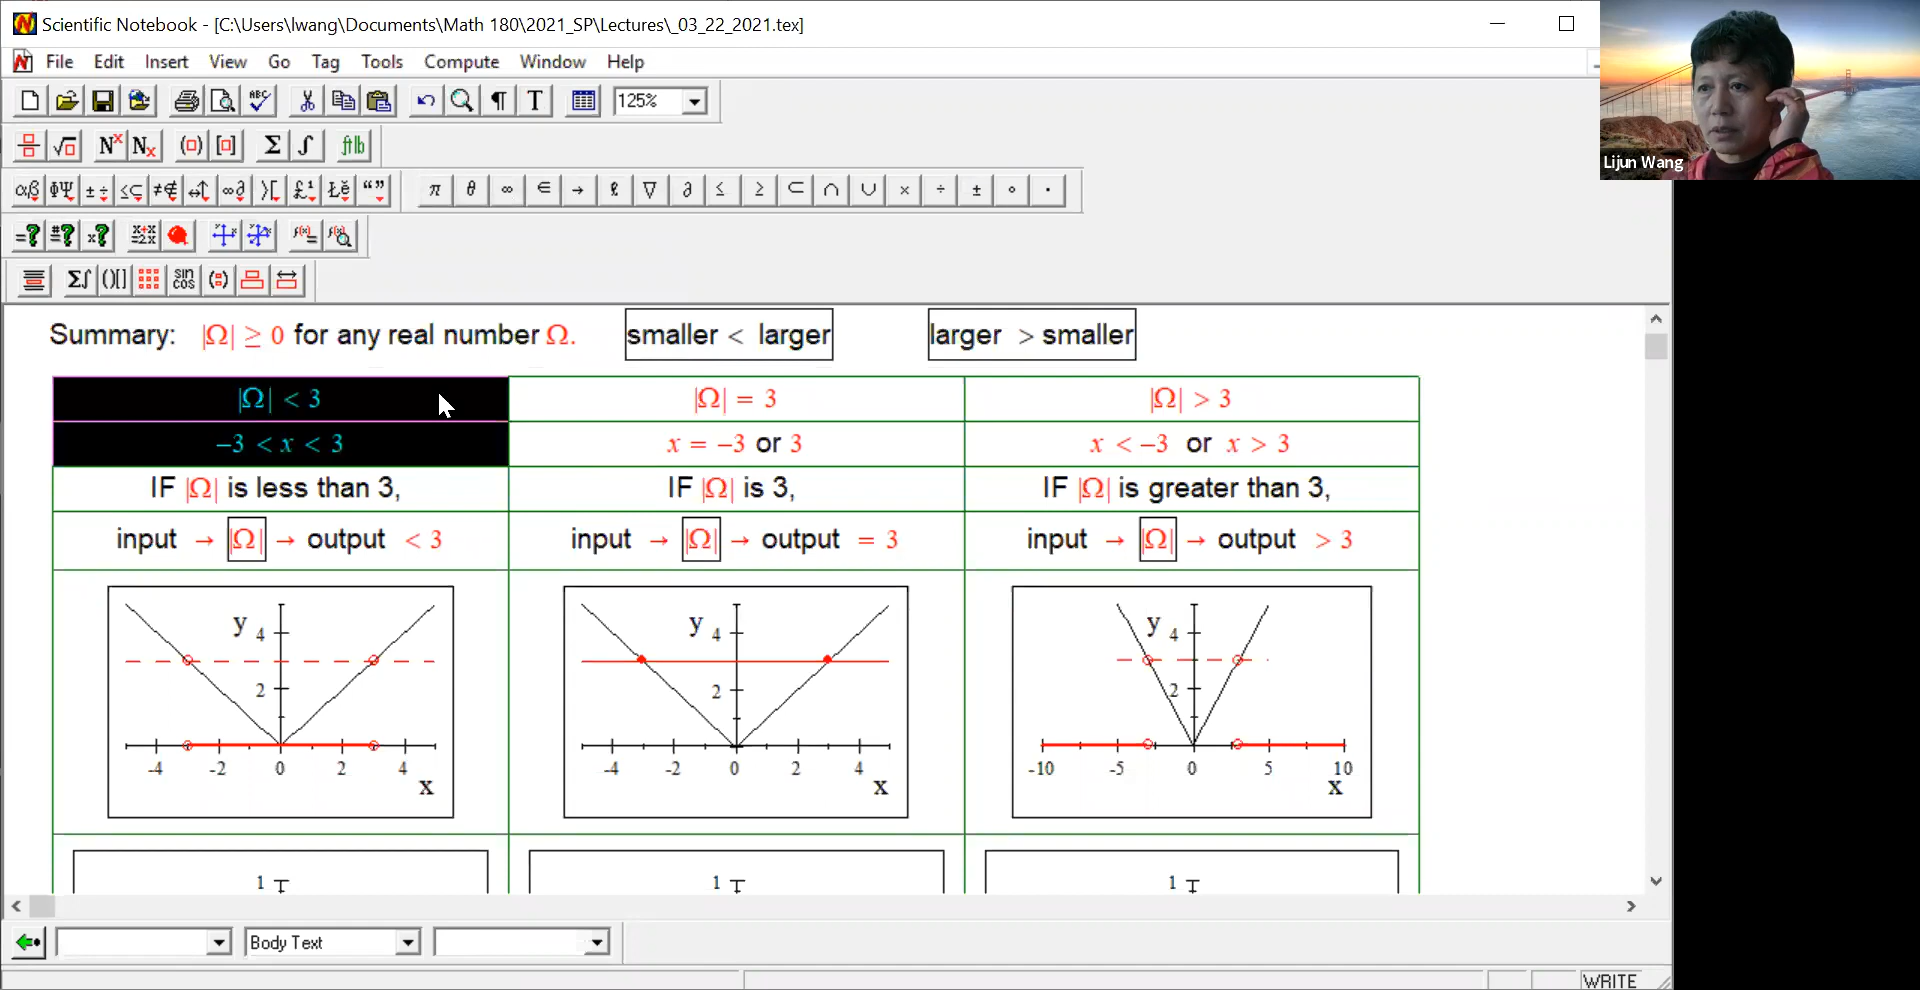 Scientific Notebook - [C:\Users\lwang\Documents\Math 180\2021_SP\Lectures\_03_22_2021.tex]
File Edit Insert View Go Tag Tools Compute Window Help
125%
Lijun Wang
Summary: |Ω| ≥ 0 for any real number Ω. smaller < larger larger > smaller
|Ω| < 3 |Ω| = 3 |Ω| > 3
−3 < x < 3 x = −3 or 3 x < −3 or x > 3
IF |Ω| is less than 3, IF |Ω| is 3, IF |Ω| is greater than 3,
input → |Ω| → output < 3 input → |Ω| → output = 3 input → |Ω| → output > 3
y 4 y 4 y 4
2 2 2
-4 -2 0 2 4 -4 -2 0 2 4 -10 -5 0 5 10
x x x
1 1 1
Body Text
WRITE